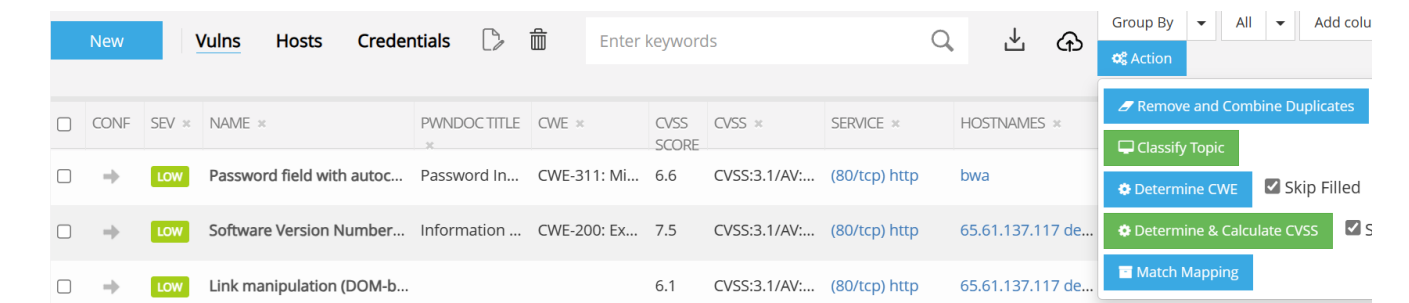 New Vulns Hosts Credentials Enter keywords
Group By All Add colu
Action
Remove and Combine Duplicates
Classify Topic
Determine CWE Skip Filled
Determine & Calculate CVSS S
Match Mapping
CONF SEV × NAME × PWNDOC TITLE × CWE × CVSS SCORE CVSS × SERVICE × HOSTNAMES ×
LOW Password field with autoc... Password In... CWE-311: Mi... 6.6 CVSS:3.1/AV:... (80/tcp) http bwa
LOW Software Version Number... Information ... CWE-200: Ex... 7.5 CVSS:3.1/AV:... (80/tcp) http 65.61.137.117 de...
LOW Link manipulation (DOM-b... 6.1 CVSS:3.1/AV:... (80/tcp) http 65.61.137.117 de...